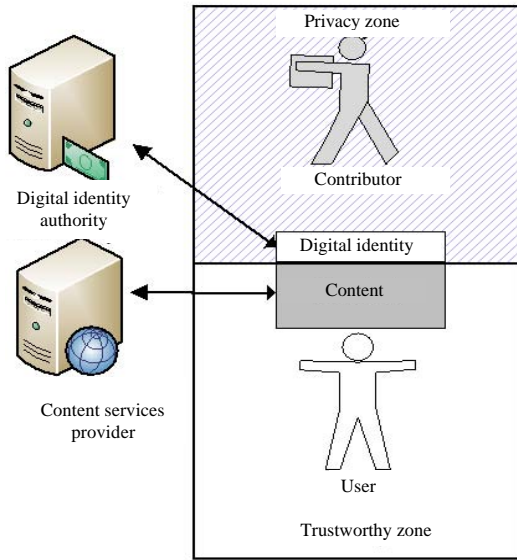 Privacy zone
Contributor
Digital identity
authority
Digital identity
Content
Content services
provider
User
Trustworthy zone